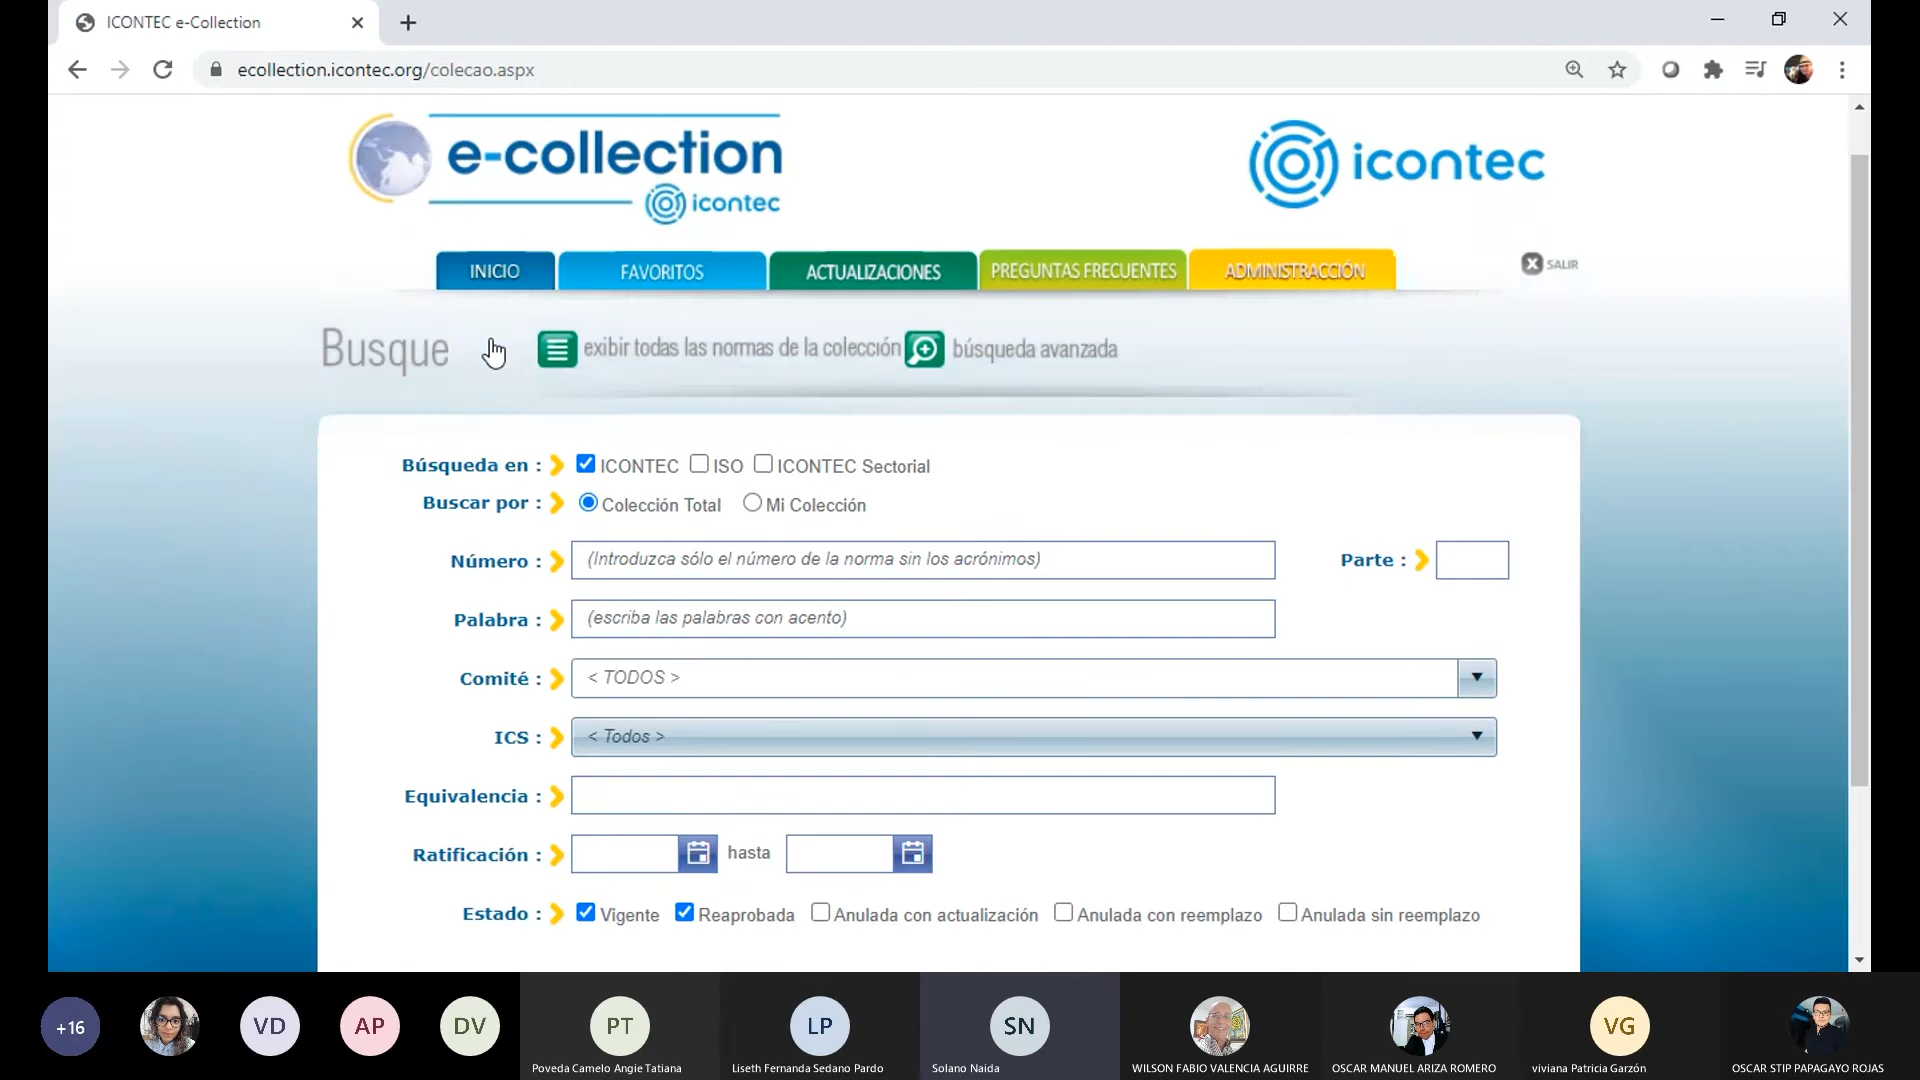 ICONTEC e-Collection
ecollection.icontec.org/colecao.aspx
e-collection
icontec
icontec
INICIO
FAVORITOS
ACTUALIZACIONES
PREGUNTAS FRECUENTES
ADMINISTRACCIÓN
SALIR
Busque
exibir todas las normas de la colección
búsqueda avanzada
Búsqueda en : ICONTEC ISO ICONTEC Sectorial
Buscar por : Colección Total Mi Colección
Número : (Introduzca sólo el número de la norma sin los acrónimos) Parte :
Palabra : (escriba las palabras con acento)
Comité : < TODOS >
ICS : < Todos >
Equivalencia :
Ratificación : hasta
Estado : Vigente Reaprobada Anulada con actualización Anulada con reemplazo Anulada sin reemplazo
+16
VD
AP
DV
PT
LP
SN
VG
Poveda Camelo Angie Tatiana
Liseth Fernanda Sedano Pardo
Solano Naida
WILSON FABIO VALENCIA AGUIRRE
OSCAR MANUEL ARIZA ROMERO
viviana Patricia Garzón
OSCAR STIP PAPAGAYO ROJAS